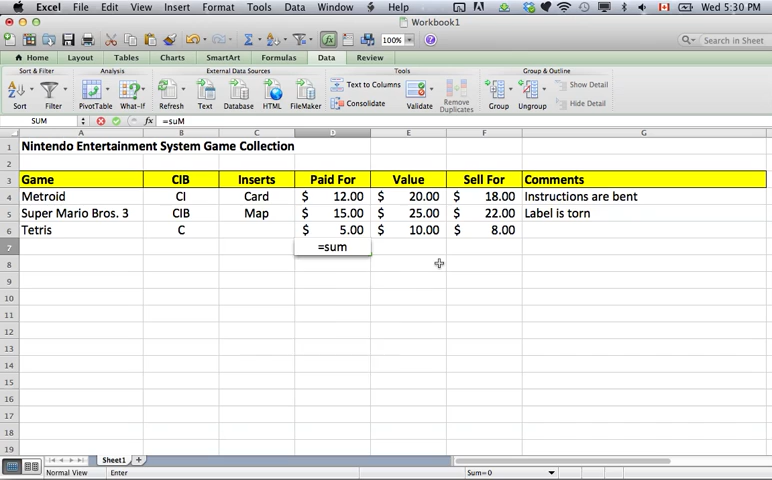 Excel File Edit View Insert Format Tools Data Window Help Wed 5:30 PM
Workbook1
100% Search in Sheet
Home Layout Tables Charts SmartArt Formulas Data Review
Sort & Filter Analysis External Data Sources Tools Group & Outline
Text to Columns Show Detail
Consolidate Hide Detail
Sort Filter PivotTable What-If Refresh Text Database HTML FileMaker Validate Remove Duplicates Group Ungroup
SUM fx =suM
A B C D E F G
1 Nintendo Entertainment System Game Collection
2
3 Game CIB Inserts Paid For Value Sell For Comments
4 Metroid CI Card $ 12.00 $ 20.00 $ 18.00 Instructions are bent
5 Super Mario Bros. 3 CIB Map $ 15.00 $ 25.00 $ 22.00 Label is torn
6 Tetris C $ 5.00 $ 10.00 $ 8.00
7 =sum
8
9
10
11
12
13
14
15
16
17
18
19
Sheet1
Normal View Enter Sum=0